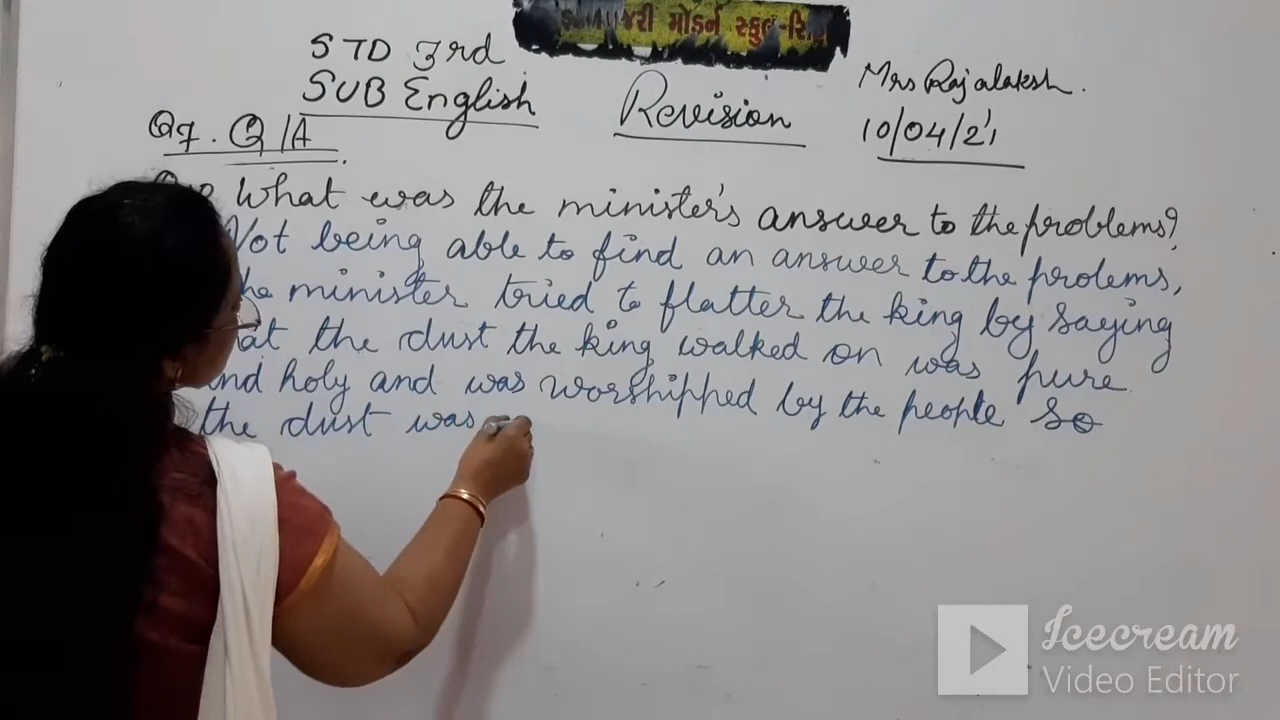 મોડર્ન સ્કુલ
STD 3rd
SUB English
Revision
Mrs Rajalaksh.
10/04/21
Q7. Q/A
What was the minister's answer to the problems?
Not being able to find an answer to the prolems,
he minister tried to flatter the king by saying
at the dust the king walked on was pure
and holy and was worshipped by the people so
the dust was
Icecream
Video Editor